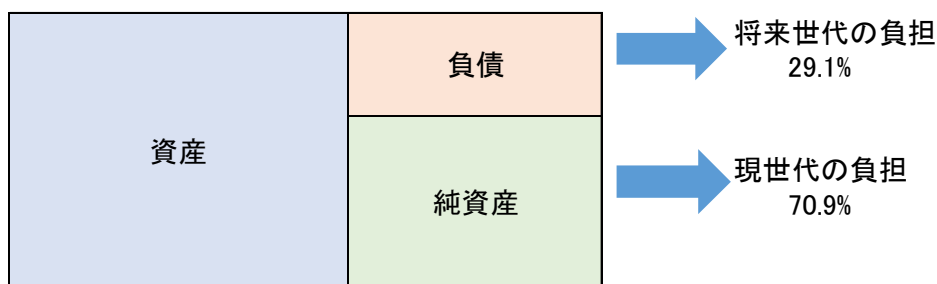 資産
負債
純資産
将来世代の負担
29.1%
現世代の負担
70.9%